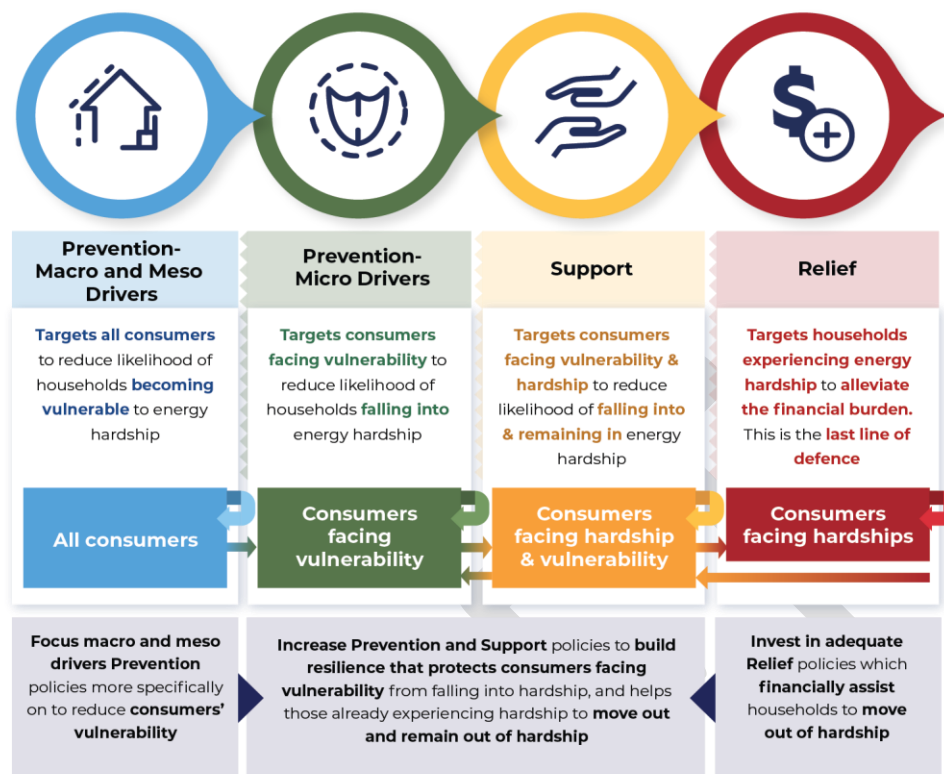 Prevention-
Macro and Meso
Drivers
Prevention-
Micro Drivers
Support
Relief
Targets all consumers
to reduce likelihood of
households becoming
vulnerable to energy
hardship
Targets consumers
facing vulnerability to
reduce likelihood of
households falling into
energy hardship
Targets consumers
facing vulnerability &
hardship to reduce
likelihood of falling into
& remaining in energy
hardship
Targets households
experiencing energy
hardship to alleviate
the financial burden.
This is the last line of
defence
All consumers
Consumers
facing
vulnerability
Consumers
facing hardship
& vulnerability
Consumers
facing hardships
Focus macro and meso
drivers Prevention
policies more specifically
on to reduce consumers'
vulnerability
Increase Prevention and Support policies to build
resilience that protects consumers facing
vulnerability from falling into hardship, and helps
those already experiencing hardship to move out
and remain out of hardship
Invest in adequate
Relief policies which
financially assist
households to move
out of hardship